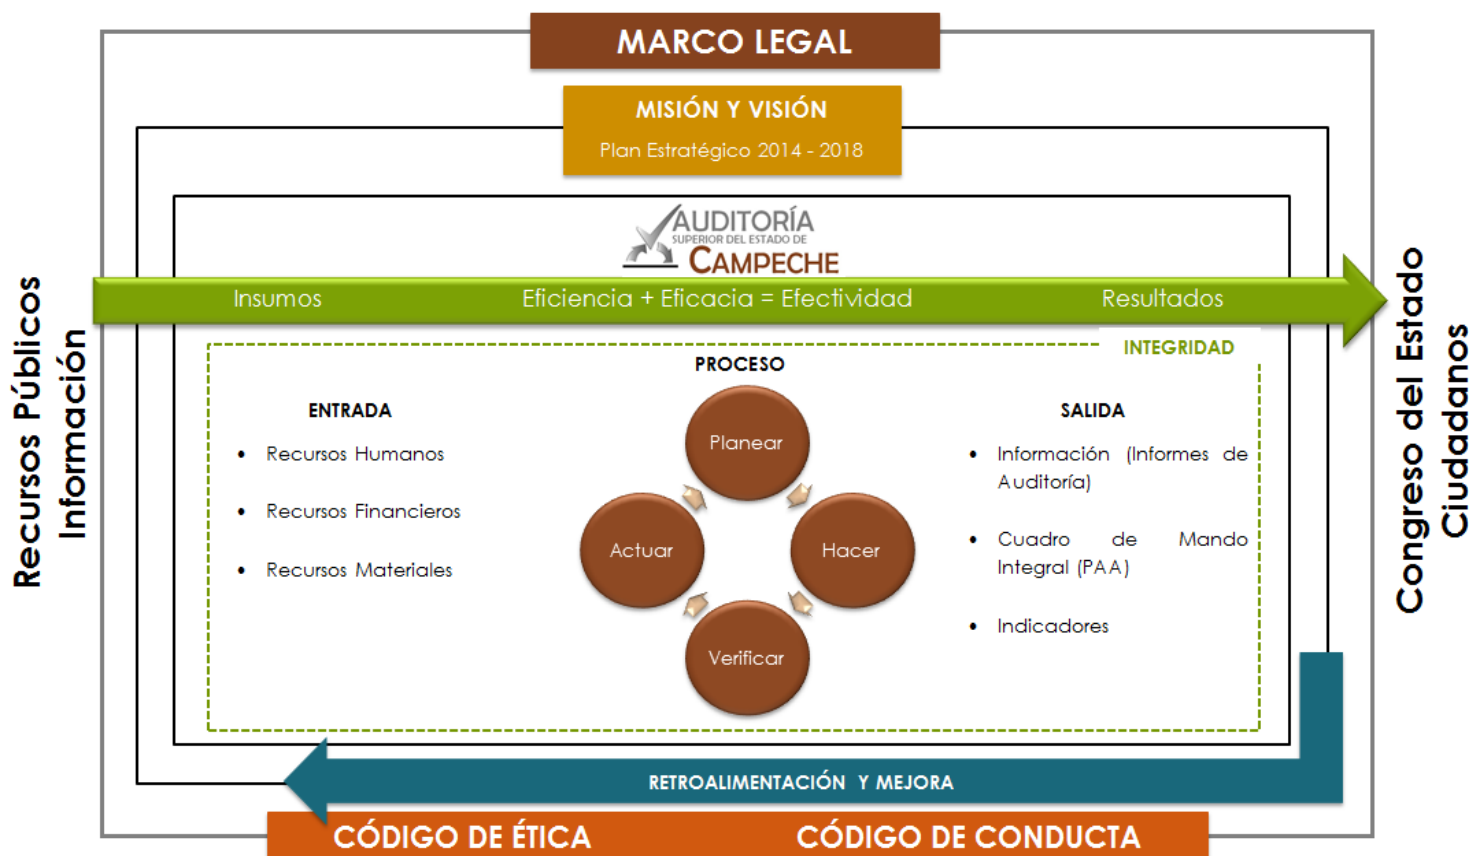 MARCO LEGAL
MISIÓN Y VISIÓN
Plan Estratégico 2014 - 2018
AUDITORÍA
SUPERIOR DEL ESTADO DE
CAMPECHE
Recursos Públicos
Información
Insumos
Eficiencia + Eficacia = Efectividad
Resultados
Congreso del Estado
Ciudadanos
INTEGRIDAD
PROCESO
ENTRADA
• Recursos Humanos
• Recursos Financieros
• Recursos Materiales
Planear
Hacer
Verificar
Actuar
SALIDA
• Información (Informes de
Auditoría)
• Cuadro de Mando
Integral (PAA)
• Indicadores
RETROALIMENTACIÓN Y MEJORA
CÓDIGO DE ÉTICA
CÓDIGO DE CONDUCTA